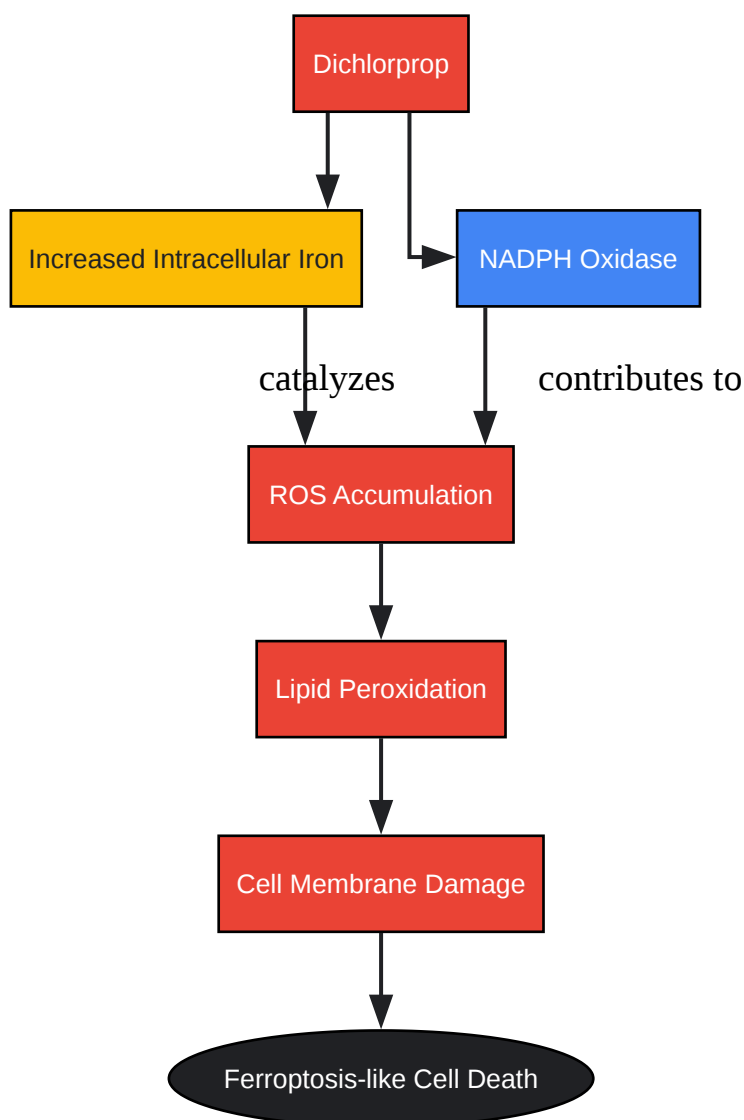 Dichlorprop
Increased Intracellular Iron
NADPH Oxidase
catalyzes
contributes to
ROS Accumulation
Lipid Peroxidation
Cell Membrane Damage
Ferroptosis-like Cell Death